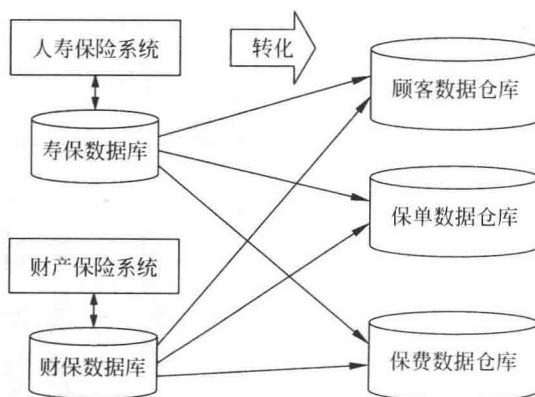 人寿保险系统
转化
顾客数据仓库
寿保数据库
保单数据仓库
财产保险系统
财保数据库
保费数据仓库